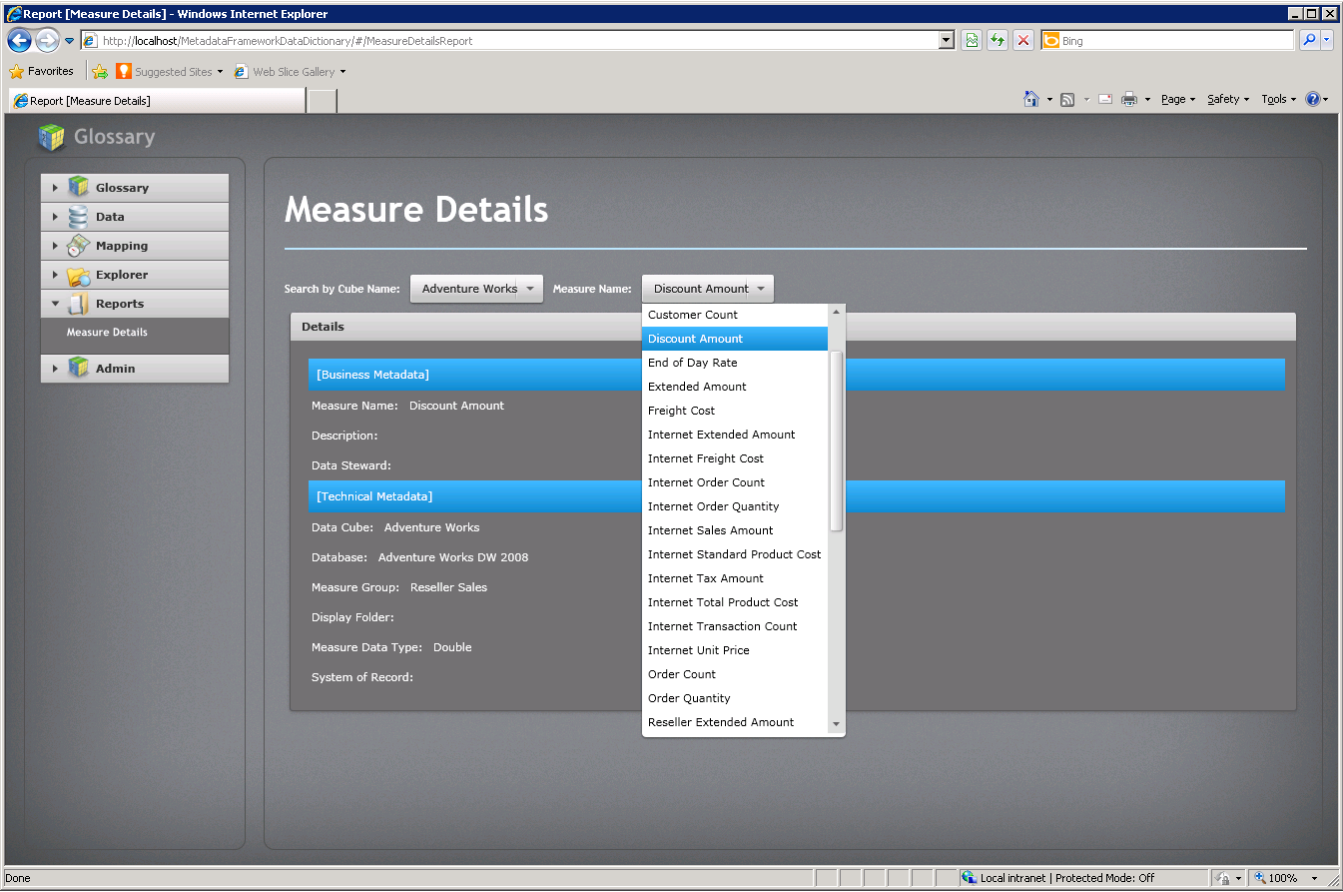 Report [Measure Details] - Windows Internet Explorer
http://localhost/MetadataFrameworkDataDictionary/#/MeasureDetailsReport
Bing
Favorites
Suggested Sites
Web Slice Gallery
Report [Measure Details]
Page
Safety
Tools
Glossary
Glossary
Data
Mapping
Explorer
Reports
Measure Details
Admin
Measure Details
Search by Cube Name: Adventure Works Measure Name: Discount Amount
Details
[Business Metadata]
Measure Name: Discount Amount
Description:
Data Steward:
[Technical Metadata]
Data Cube: Adventure Works
Database: Adventure Works DW 2008
Measure Group: Reseller Sales
Display Folder:
Measure Data Type: Double
System of Record:
Customer Count
Discount Amount
End of Day Rate
Extended Amount
Freight Cost
Internet Extended Amount
Internet Freight Cost
Internet Order Count
Internet Order Quantity
Internet Sales Amount
Internet Standard Product Cost
Internet Tax Amount
Internet Total Product Cost
Internet Transaction Count
Internet Unit Price
Order Count
Order Quantity
Reseller Extended Amount
Done
Local intranet | Protected Mode: Off
100%